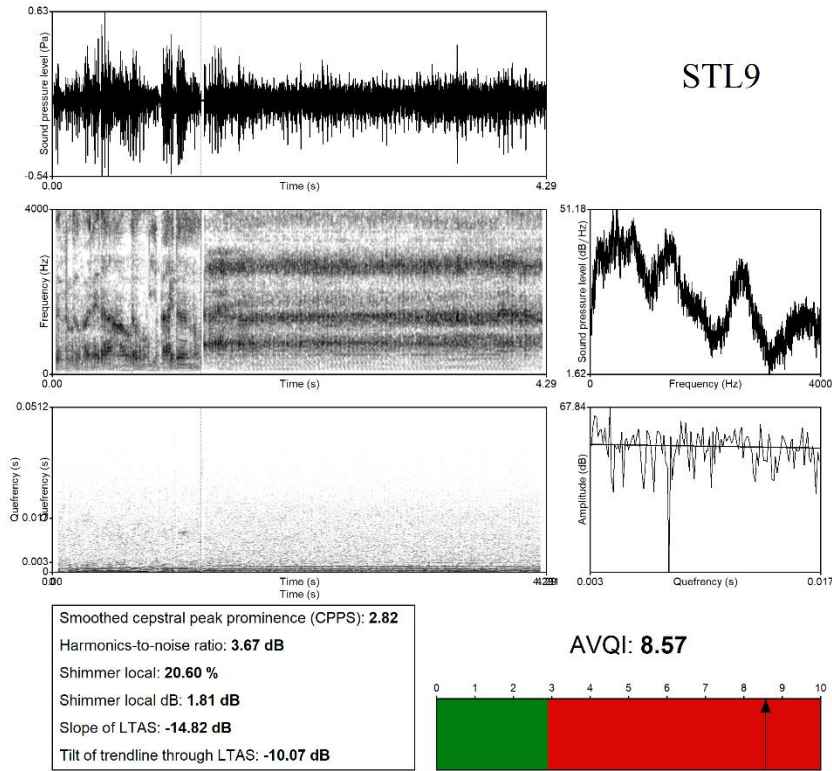 0.63
Sound pressure level (Pa)
-0.54
0.00
Time (s)
4.29
STL9
4000
Frequency (Hz)
0
0.00
Time (s)
4.29
51.18
Sound pressure level (dB/ Hz)
1.62
0
Frequency (Hz)
4000
0.0512
Quefrency (s)
Quefrency (s)
0.003
0
Time (s)
Time (s)
67.84
Amplitude (dB)
0.003
Quefrency (s)
0.017
Smoothed cepstral peak prominence (CPPS): 2.82
Harmonics-to-noise ratio: 3.67 dB
Shimmer local: 20.60 %
Shimmer local dB: 1.81 dB
Slope of LTAS: -14.82 dB
Tilt of trendline through LTAS: -10.07 dB
AVQI: 8.57
0 1 2 3 4 5 6 7 8 9 10